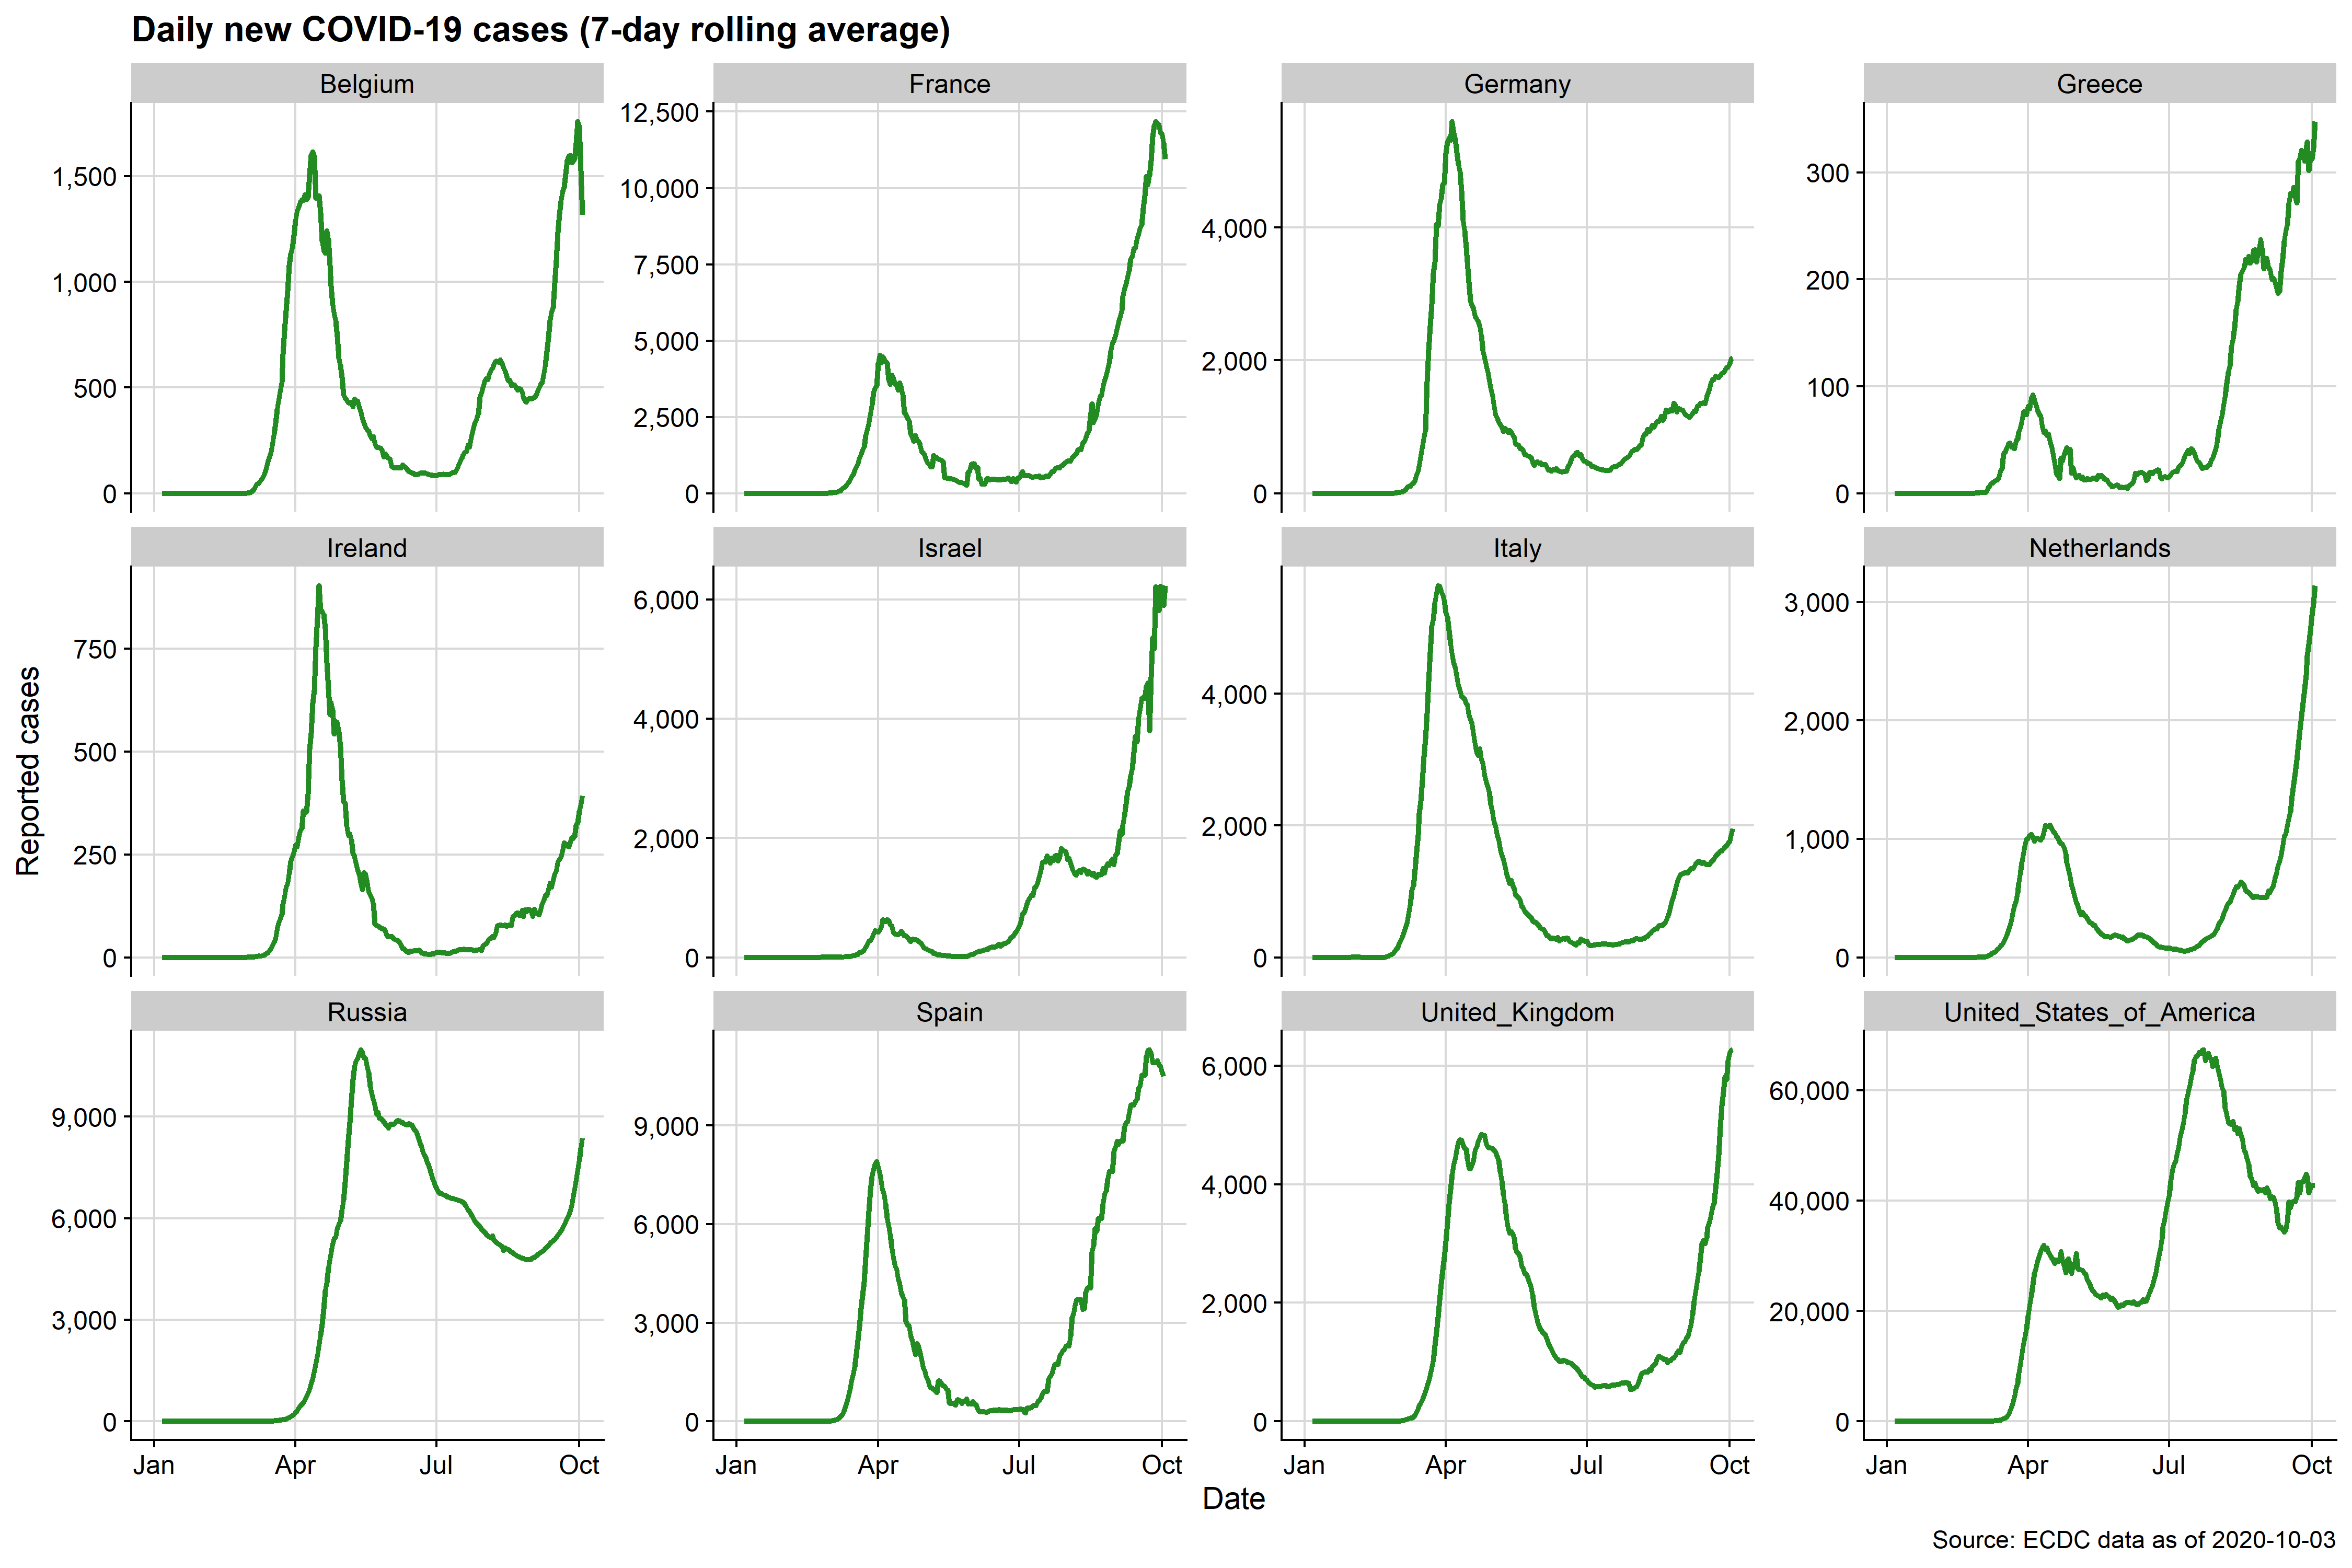 Daily new COVID-19 cases (7-day rolling average)
Belgium
France
Germany
Greece
1,500
1,000
500
0
12,500
10,000
7,500
5,000
2,500
0
4,000
2,000
0
300
200
100
0
Ireland
Israel
Italy
Netherlands
750
500
250
0
6,000
4,000
2,000
0
4,000
2,000
0
3,000
2,000
1,000
0
Reported cases
Russia
Spain
United_Kingdom
United_States_of_America
9,000
6,000
3,000
0
9,000
6,000
3,000
0
6,000
4,000
2,000
0
60,000
40,000
20,000
0
Jan Apr Jul Oct
Jan Apr Jul Oct
Jan Apr Jul Oct
Jan Apr Jul Oct
Date
Source: ECDC data as of 2020-10-03